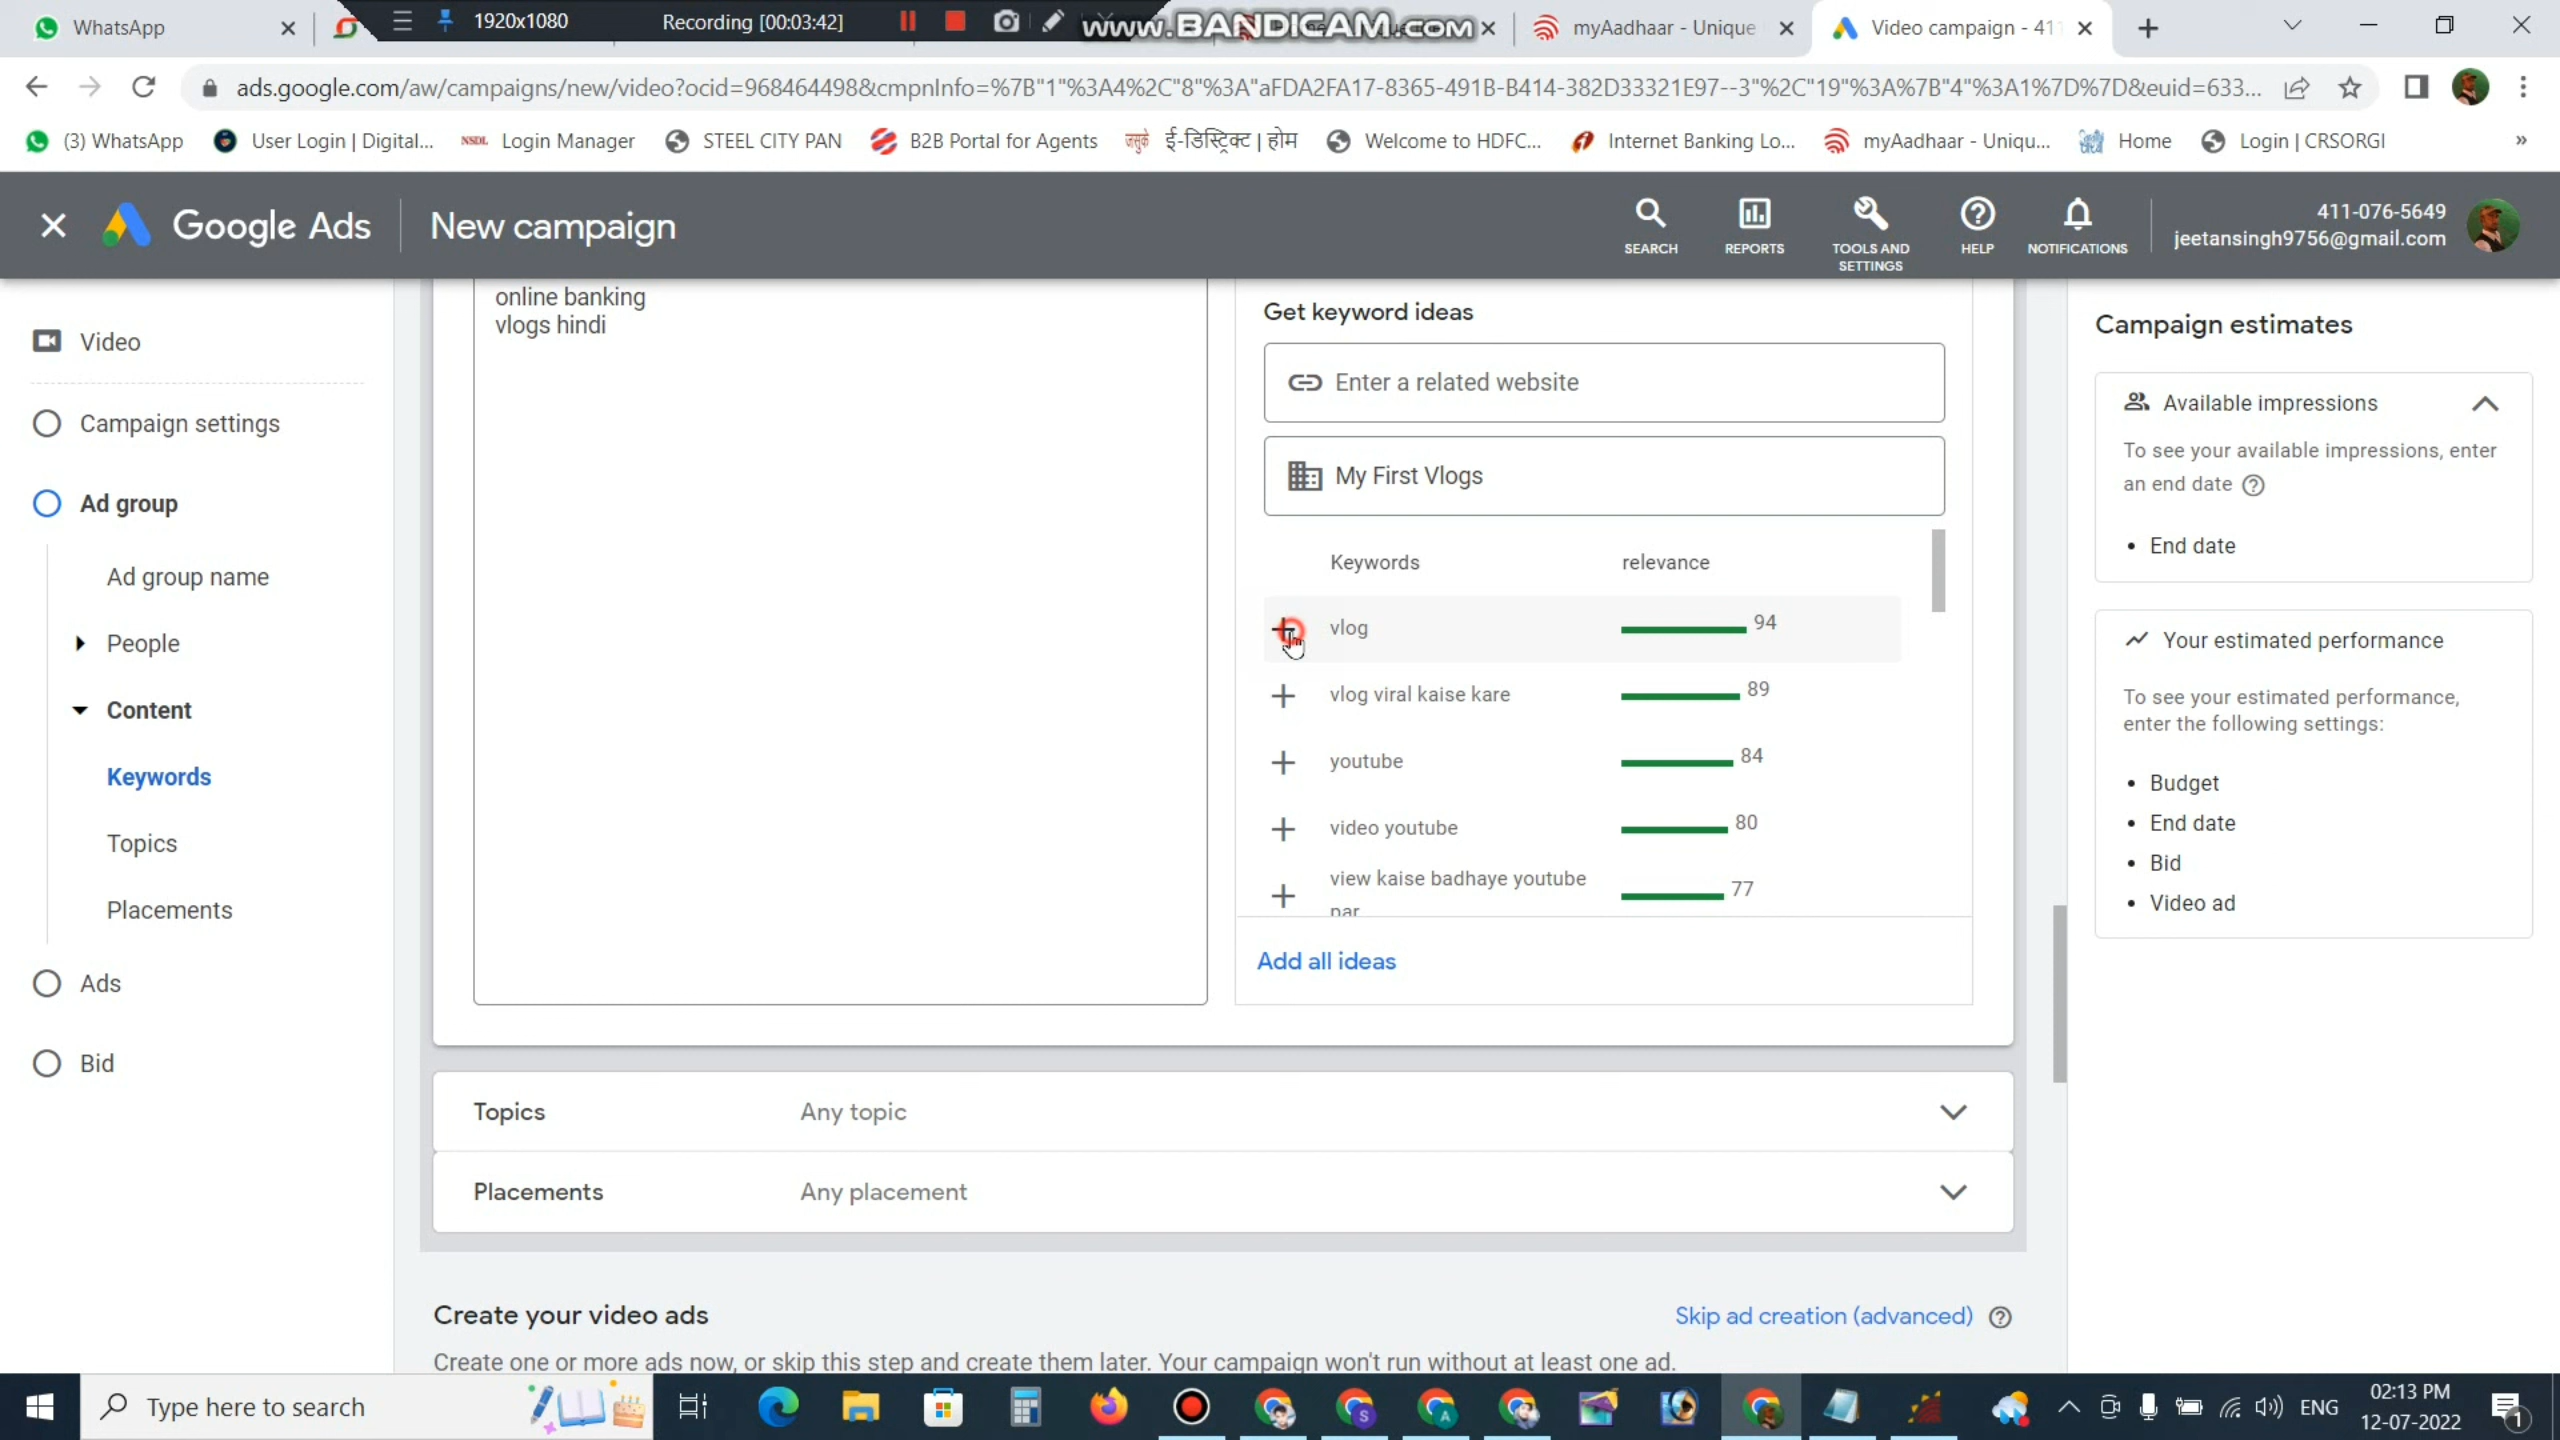 WhatsApp
1920x1080
Recording [00:03:42]
www.BANDICAM.com
myAadhaar - Unique
Video campaign - 411
ads.google.com/aw/campaigns/new/video?ocid=968464498&cmpnInfo=%7B"1"%3A4%2C"8"%3A"aFDA2FA17-8365-491B-B414-382D33321E97--3"%2C"19"%3A%7B"4"%3A1%7D%7D&euid=633...
(3) WhatsApp
User Login | Digital...
NSDL Login Manager
STEEL CITY PAN
B2B Portal for Agents
ई-डिस्ट्रिक्ट | होम
Welcome to HDFC...
Internet Banking Lo...
myAadhaar - Uniqu...
Home
Login | CRSORGI
»
Google Ads
New campaign
SEARCH
REPORTS
TOOLS AND
SETTINGS
HELP
NOTIFICATIONS
411-076-5649
jeetansingh9756@gmail.com
Video
Campaign settings
Ad group
Ad group name
People
Content
Keywords
Topics
Placements
Ads
Bid
online banking
vlogs hindi
Get keyword ideas
Enter a related website
My First Vlogs
Keywords relevance
vlog 94
vlog viral kaise kare 89
youtube 84
video youtube 80
view kaise badhaye youtube 77
par
Add all ideas
Topics Any topic
Placements Any placement
Create your video ads
Skip ad creation (advanced)
Create one or more ads now, or skip this step and create them later. Your campaign won't run without at least one ad.
Campaign estimates
Available impressions
To see your available impressions, enter
an end date
• End date
Your estimated performance
To see your estimated performance,
enter the following settings:
• Budget
• End date
• Bid
• Video ad
Type here to search
ENG
02:13 PM
12-07-2022
1